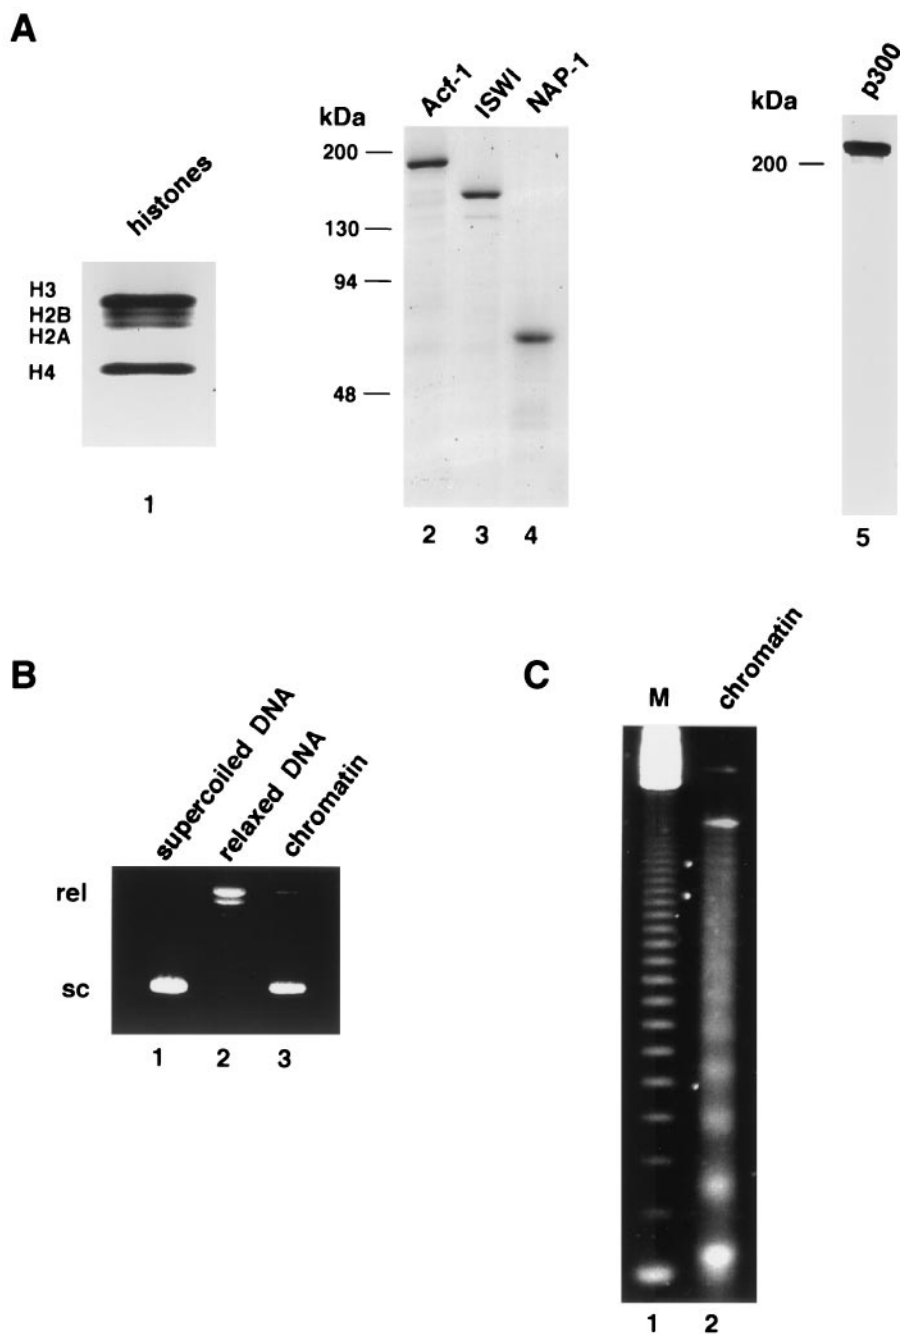 A
histones
H3
H2B
H2A
H4
1
kDa
Acf-1
ISWI
NAP-1
200
130
94
48
2 3 4
kDa
p300
200
5
B
supercoiled DNA
relaxed DNA
chromatin
rel
sc
1 2 3
C
M
chromatin
1 2